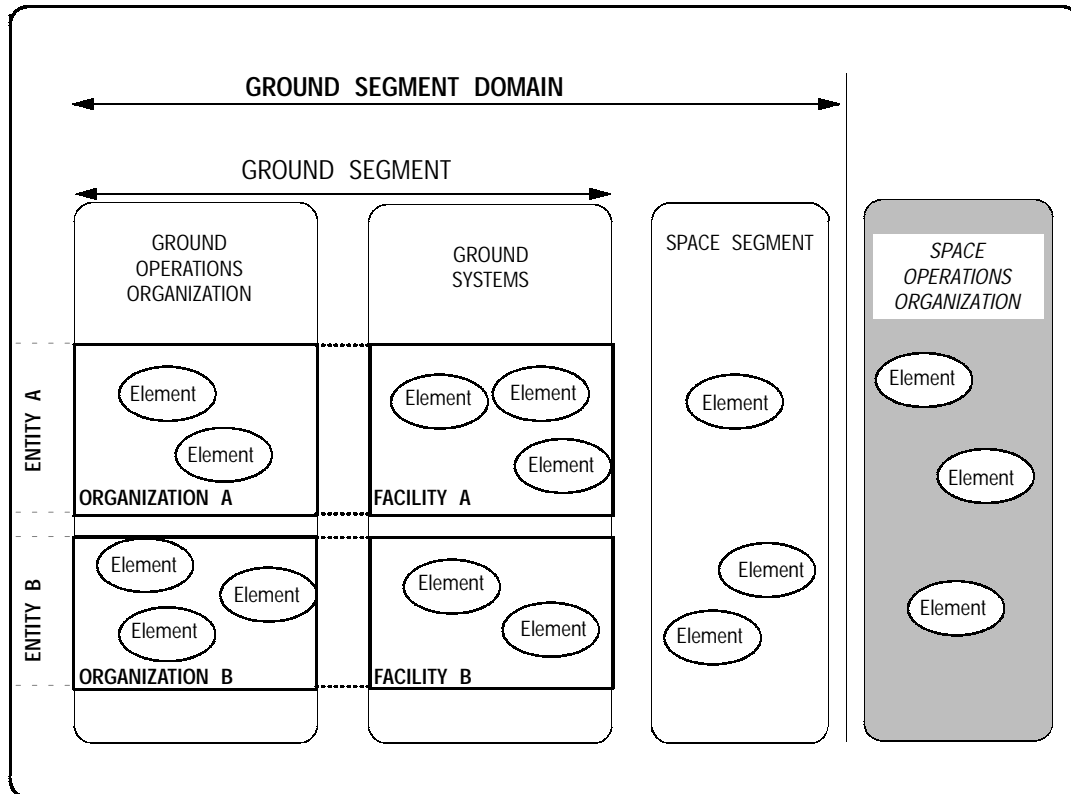 GROUND SEGMENT DOMAIN
GROUND SEGMENT
GROUND
OPERATIONS
ORGANIZATION
GROUND
SYSTEMS
SPACE SEGMENT
SPACE
OPERATIONS
ORGANIZATION
ENTITY A
Element
Element
ORGANIZATION A
Element
Element
Element
FACILITY A
Element
Element
Element
ENTITY B
Element
Element
Element
ORGANIZATION B
Element
Element
FACILITY B
Element
Element
Element